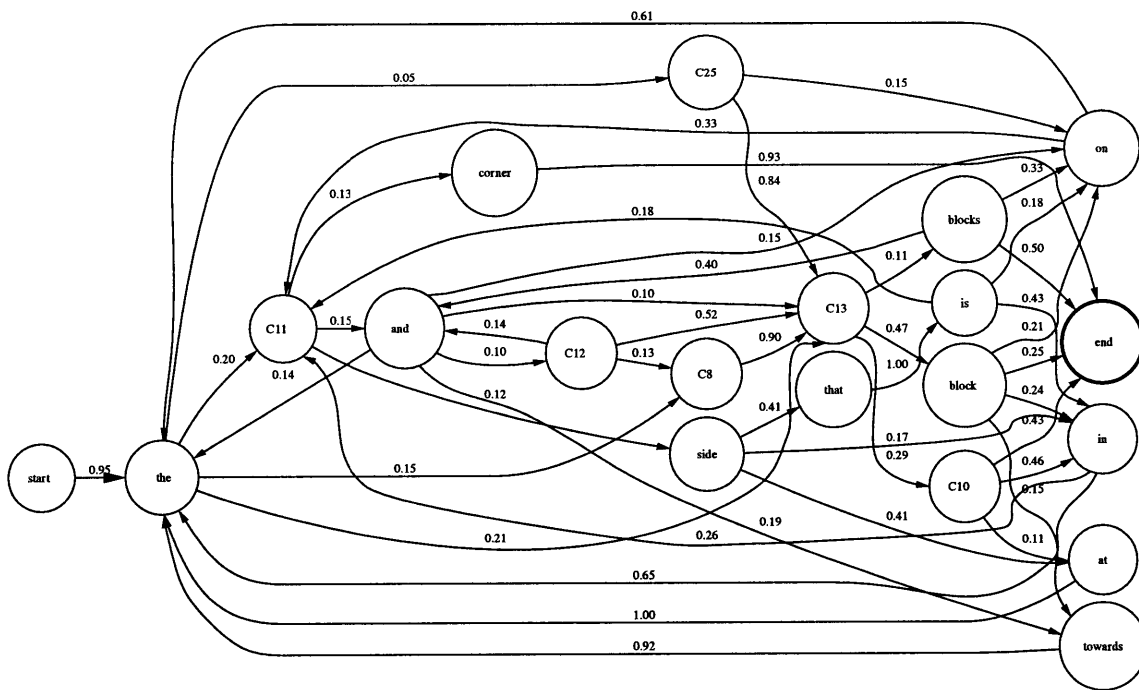 0.61
C25
0.05
0.15
on
0.33
corner
0.93
0.13
0.84
0.33
0.18
blocks
0.18
0.15
0.50
0.40
0.11
0.10
C13
is
0.43
C11
0.15
and
0.14
0.52
0.47
0.21
end
0.20
0.10
C12
0.13
0.90
1.00
0.25
0.14
C8
that
block
0.24
0.12
0.41
0.43
in
side
0.17
0.29
start
0.95
the
0.15
C10
0.46
0.15
0.41
0.19
0.21
0.26
0.11
at
0.65
1.00
0.92
towards